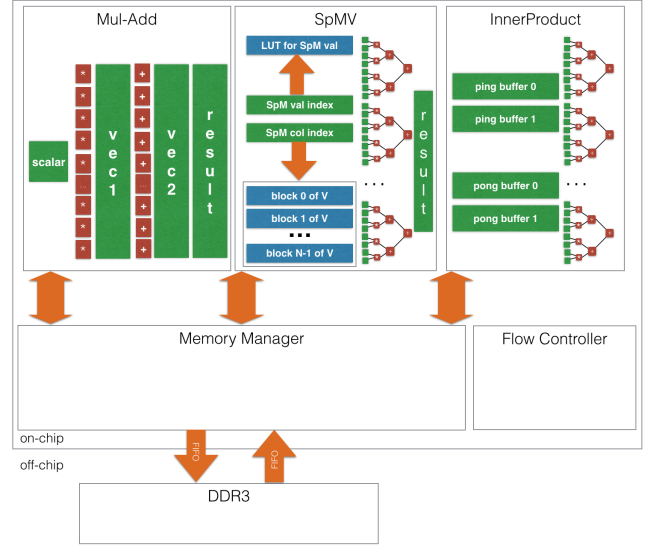 Mul-Add
scalar
*
*
*
*
*
...
*
*
*
vec1
+
+
+
+
+
...
+
+
+
vec2
result
SpMV
LUT for SpM val
SpM val index
SpM col index
block 0 of V
block 1 of V
...
block N-1 of V
...
result
InnerProduct
ping buffer 0
ping buffer 1
pong buffer 0
pong buffer 1
...
Memory Manager
Flow Controller
on-chip
FIFO
FIFO
off-chip
DDR3